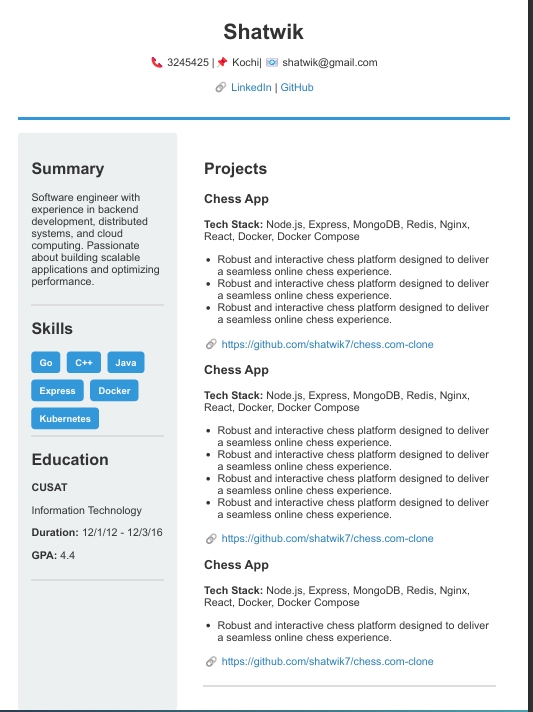 Shatwik
3245425 | Kochi| shatwik@gmail.com
LinkedIn | GitHub
Summary
Software engineer with
experience in backend
development, distributed
systems, and cloud
computing. Passionate
about building scalable
applications and optimizing
performance.
Skills
Go C++ Java
Express Docker
Kubernetes
Education
CUSAT
Information Technology
Duration: 12/1/12 - 12/3/16
GPA: 4.4
Projects
Chess App
Tech Stack: Node.js, Express, MongoDB, Redis, Nginx,
React, Docker, Docker Compose
• Robust and interactive chess platform designed to deliver
a seamless online chess experience.
• Robust and interactive chess platform designed to deliver
a seamless online chess experience.
• Robust and interactive chess platform designed to deliver
a seamless online chess experience.
https://github.com/shatwik7/chess.com-clone
Chess App
Tech Stack: Node.js, Express, MongoDB, Redis, Nginx,
React, Docker, Docker Compose
• Robust and interactive chess platform designed to deliver
a seamless online chess experience.
• Robust and interactive chess platform designed to deliver
a seamless online chess experience.
• Robust and interactive chess platform designed to deliver
a seamless online chess experience.
• Robust and interactive chess platform designed to deliver
a seamless online chess experience.
https://github.com/shatwik7/chess.com-clone
Chess App
Tech Stack: Node.js, Express, MongoDB, Redis, Nginx,
React, Docker, Docker Compose
• Robust and interactive chess platform designed to deliver
a seamless online chess experience.
https://github.com/shatwik7/chess.com-clone